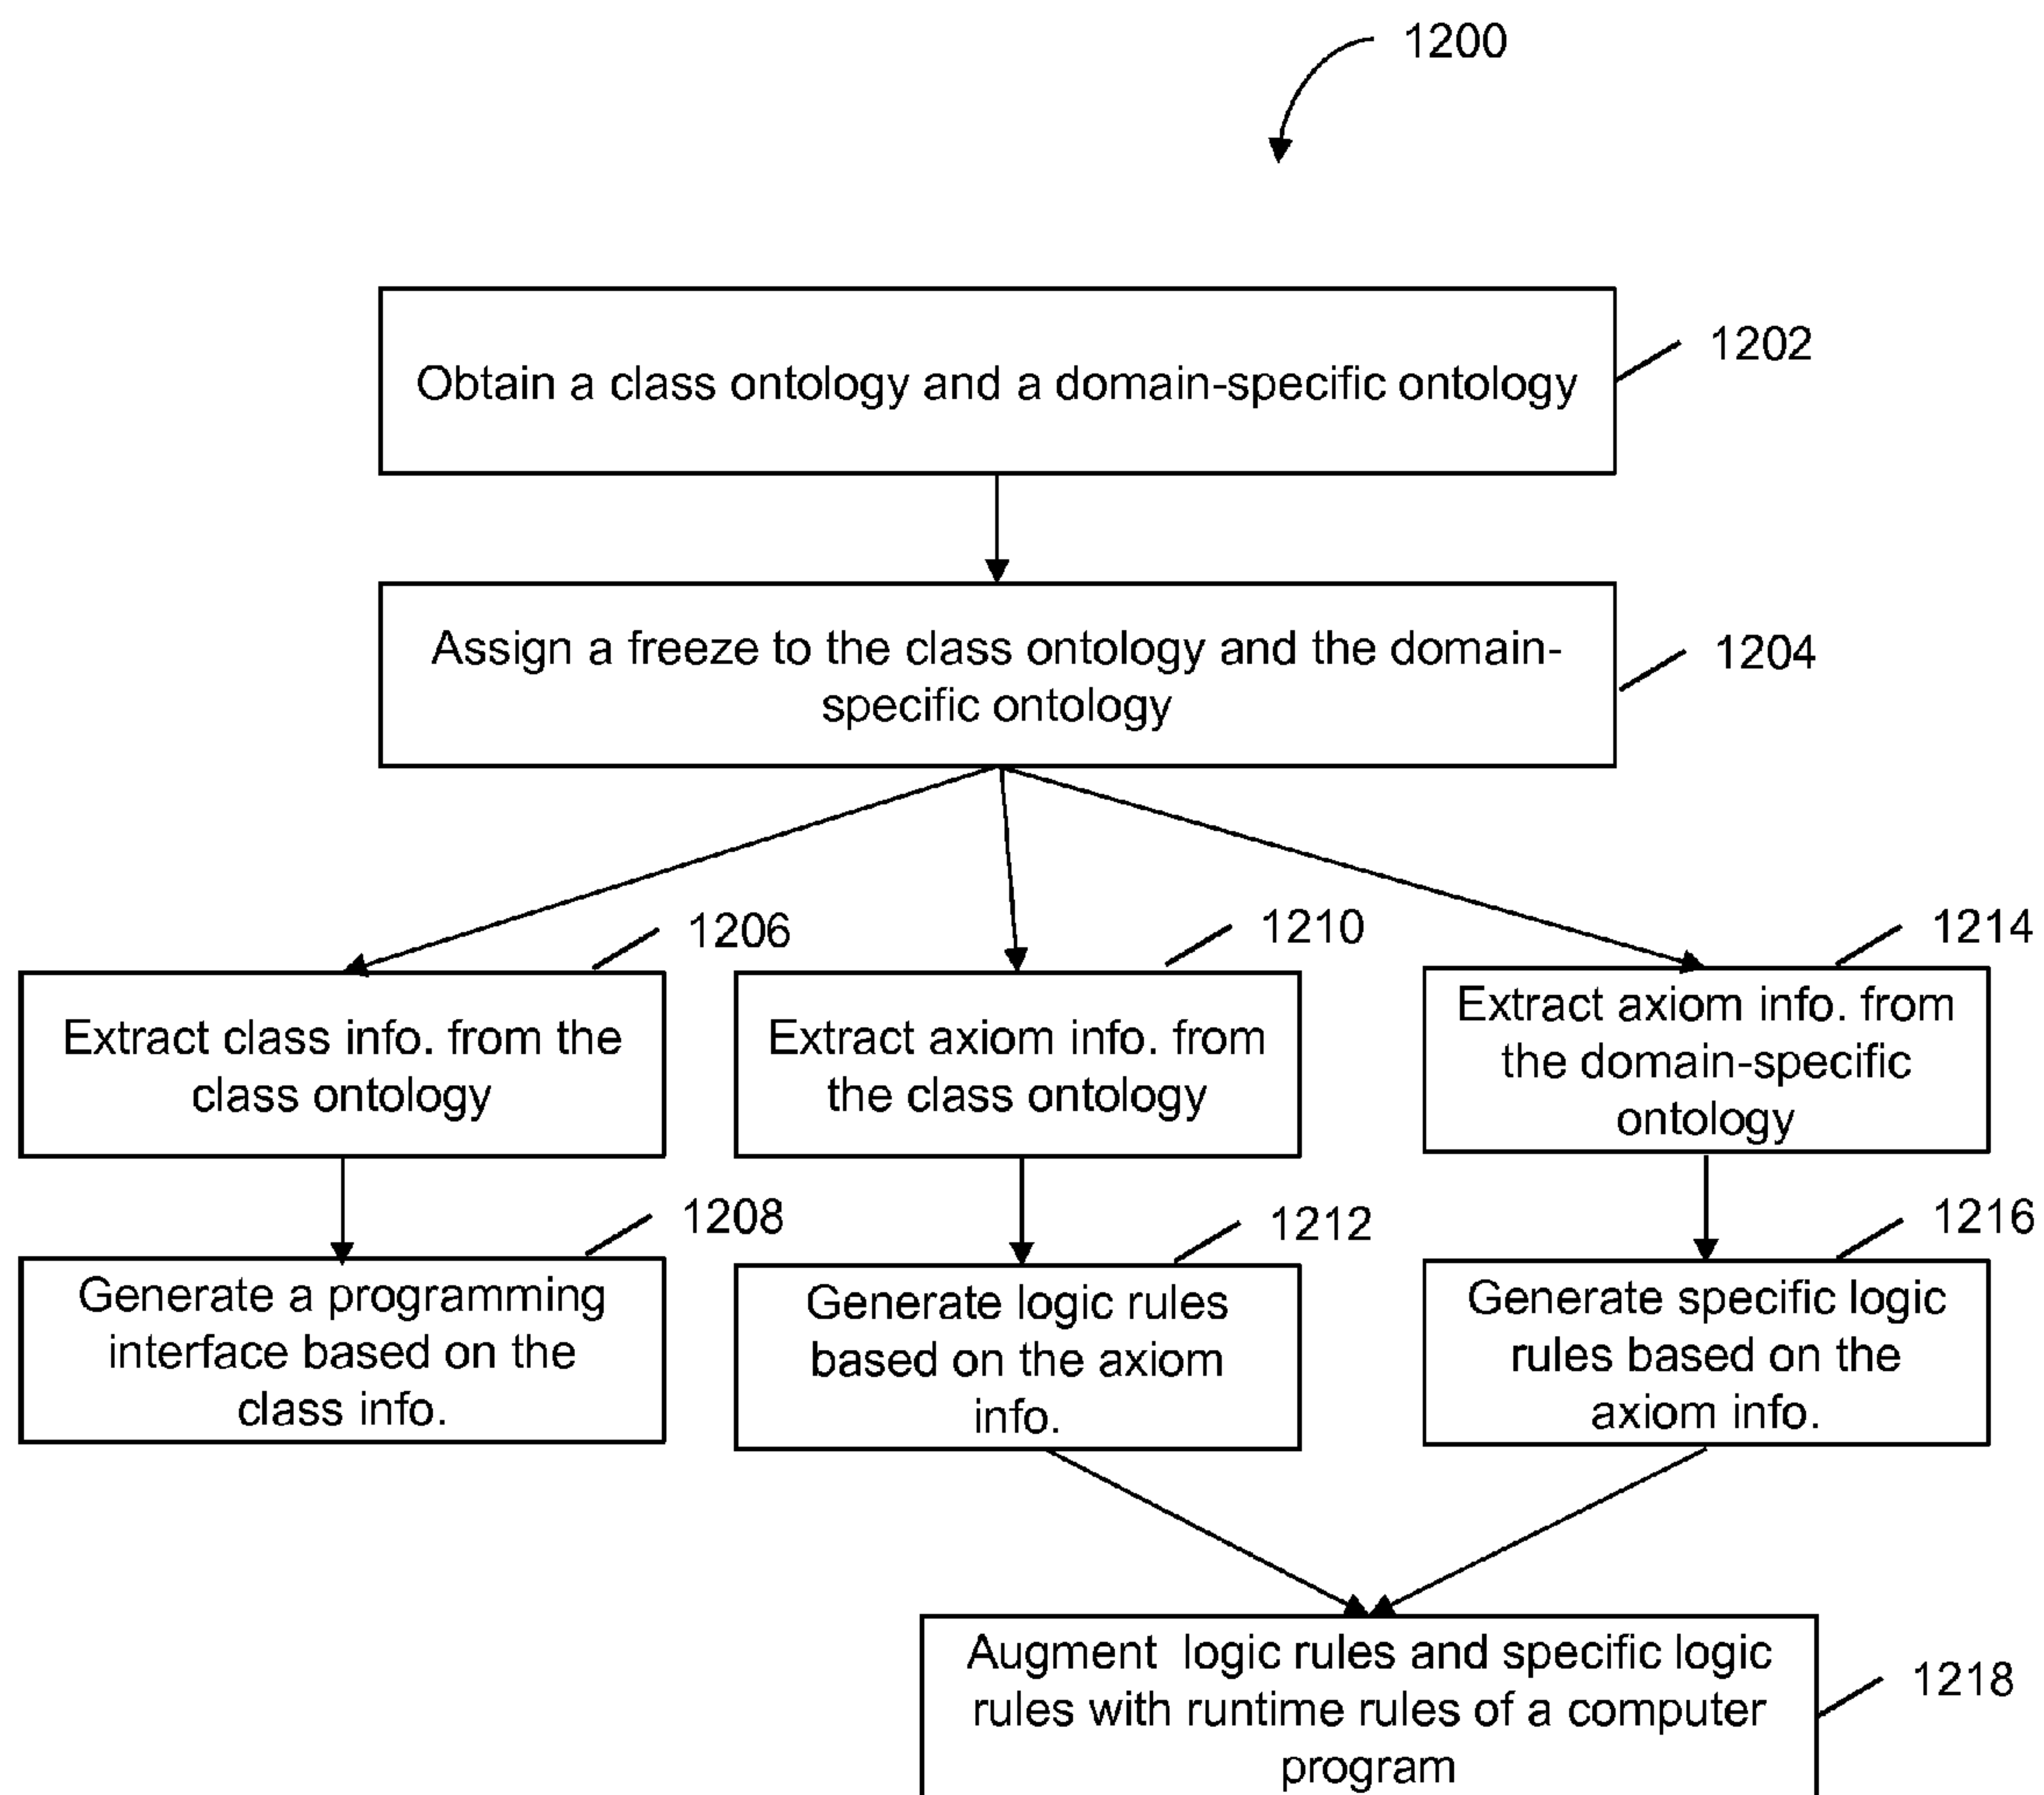 1200
Obtain a class ontology and a domain-specific ontology
1202
Assign a freeze to the class ontology and the domain-
specific ontology
1204
1206
Extract class info. from the
class ontology
1210
Extract axiom info. from
the class ontology
1214
Extract axiom info. from
the domain-specific
ontology
1208
Generate a programming
interface based on the
class info.
1212
Generate logic rules
based on the axiom
info.
1216
Generate specific logic
rules based on the
axiom info.
Augment logic rules and specific logic
rules with runtime rules of a computer
program
1218